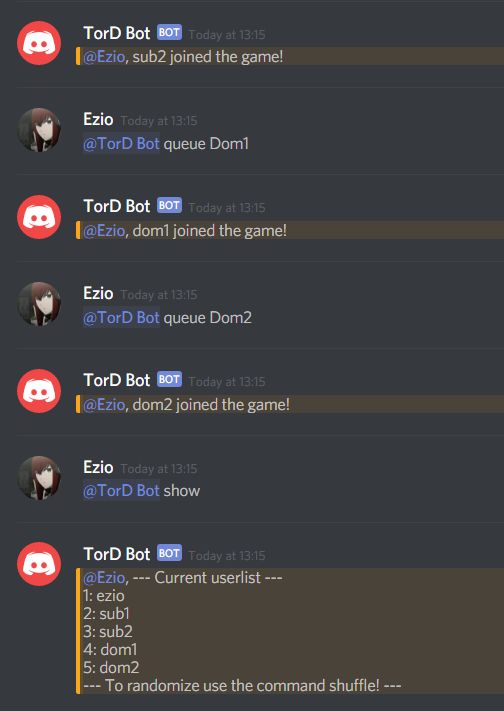 TorD Bot BOT Today at 13:15
@Ezio, sub2 joined the game!
Ezio Today at 13:15
@TorD Bot queue Dom1
TorD Bot BOT Today at 13:15
@Ezio, dom1 joined the game!
Ezio Today at 13:15
@TorD Bot queue Dom2
TorD Bot BOT Today at 13:15
@Ezio, dom2 joined the game!
Ezio Today at 13:15
@TorD Bot show
TorD Bot BOT Today at 13:15
@Ezio, --- Current userlist ---
1: ezio
2: sub1
3: sub2
4: dom1
5: dom2
--- To randomize use the command shuffle! ---